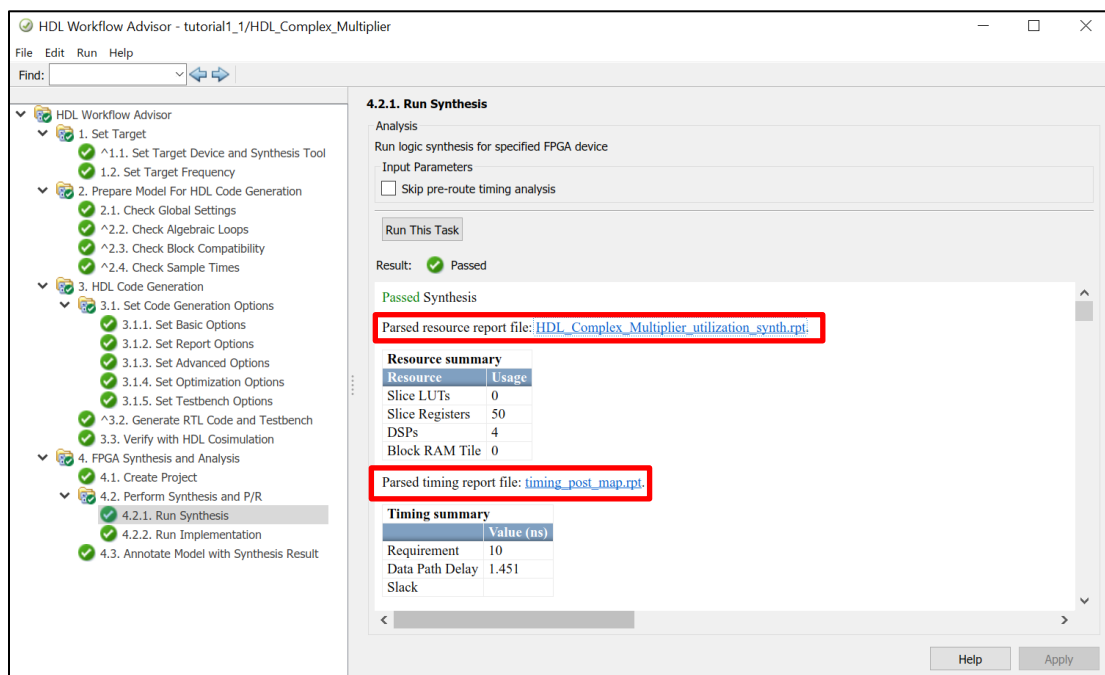 HDL Workflow Advisor - tutorial1_1/HDL_Complex_Multiplier
File Edit Run Help
Find:
HDL Workflow Advisor
1. Set Target
^1.1. Set Target Device and Synthesis Tool
1.2. Set Target Frequency
2. Prepare Model For HDL Code Generation
2.1. Check Global Settings
^2.2. Check Algebraic Loops
^2.3. Check Block Compatibility
^2.4. Check Sample Times
3. HDL Code Generation
3.1. Set Code Generation Options
3.1.1. Set Basic Options
3.1.2. Set Report Options
3.1.3. Set Advanced Options
3.1.4. Set Optimization Options
3.1.5. Set Testbench Options
^3.2. Generate RTL Code and Testbench
3.3. Verify with HDL Cosimulation
4. FPGA Synthesis and Analysis
4.1. Create Project
4.2. Perform Synthesis and P/R
4.2.1. Run Synthesis
4.2.2. Run Implementation
4.3. Annotate Model with Synthesis Result
4.2.1. Run Synthesis
Analysis
Run logic synthesis for specified FPGA device
Input Parameters
Skip pre-route timing analysis
Run This Task
Result: Passed
Passed Synthesis
Parsed resource report file: HDL_Complex_Multiplier_utilization_synth.rpt.
Resource summary
Resource Usage
Slice LUTs 0
Slice Registers 50
DSPs 4
Block RAM Tile 0
Parsed timing report file: timing_post_map.rpt.
Timing summary
Value (ns)
Requirement 10
Data Path Delay 1.451
Slack
Help Apply